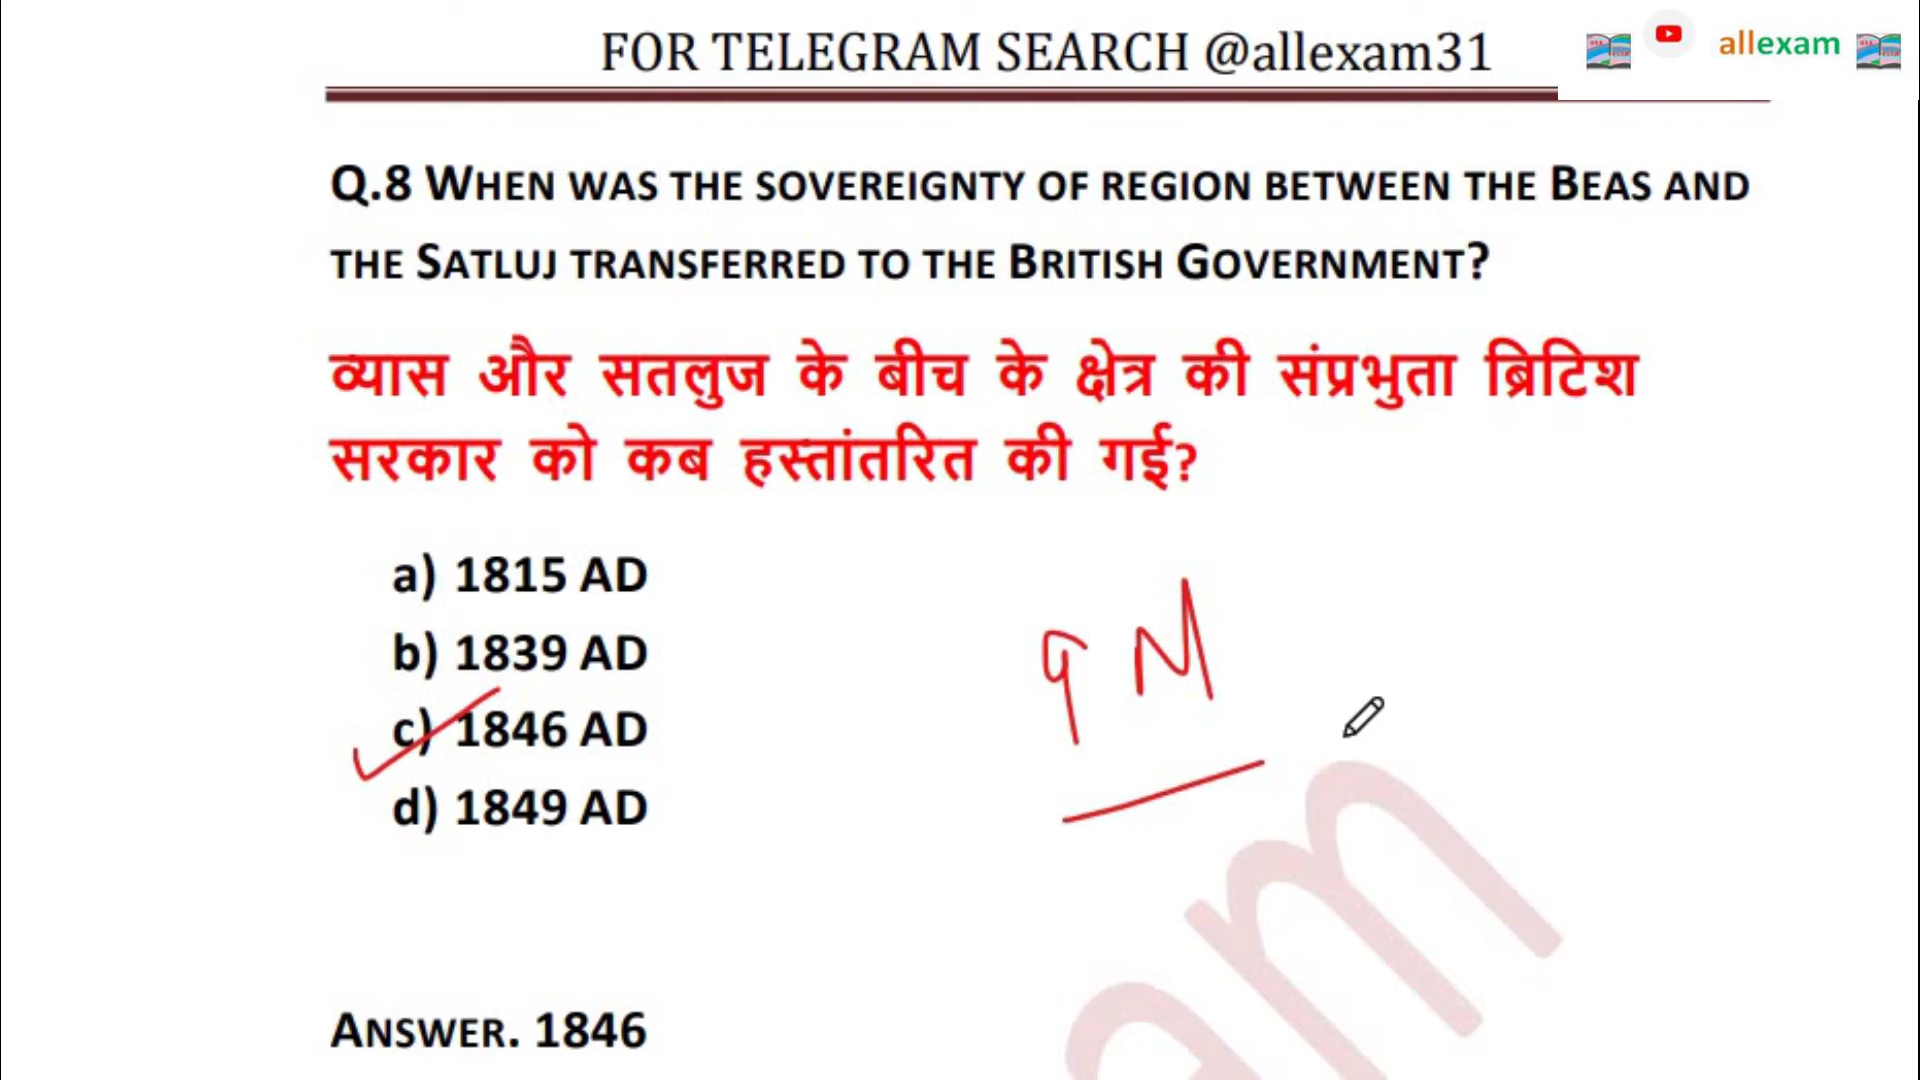 FOR TELEGRAM SEARCH @allexam31
allexam
Q.8 WHEN WAS THE SOVEREIGNTY OF REGION BETWEEN THE BEAS AND
THE SATLUJ TRANSFERRED TO THE BRITISH GOVERNMENT?
व्यास और सतलुज के बीच के क्षेत्र की संप्रभुता ब्रिटिश
सरकार को कब हस्तांतरित की गई?
a) 1815 AD
b) 1839 AD
c) 1846 AD
d) 1849 AD
9 M
am
ANSWER. 1846